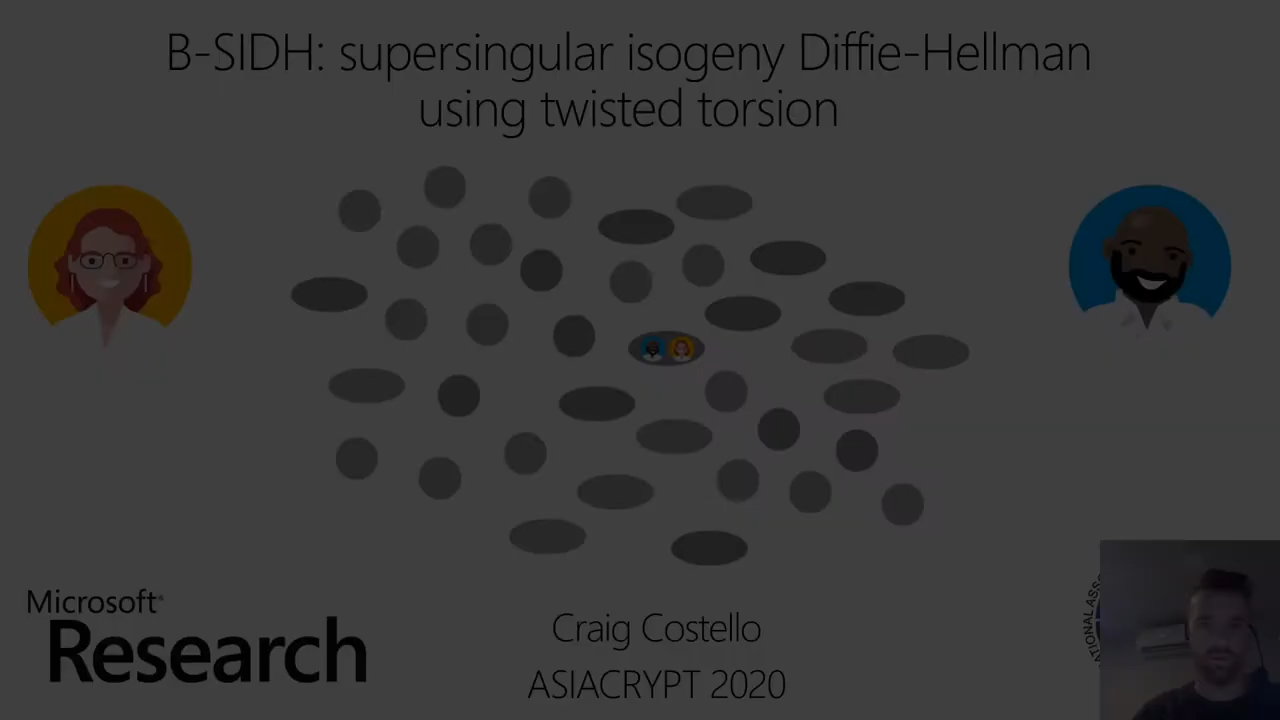 B-SIDH: supersingular isogeny Diffie-Hellman
using twisted torsion
Microsoft
Research
Craig Costello
ASIACRYPT 2020